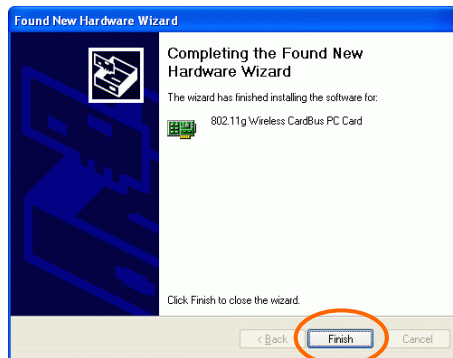 Found New Hardware Wizard
Completing the Found New
Hardware Wizard
The wizard has finished installing the software for:
802.11g Wireless CardBus PC Card
Click Finish to close the wizard.
< Back
Finish
Cancel